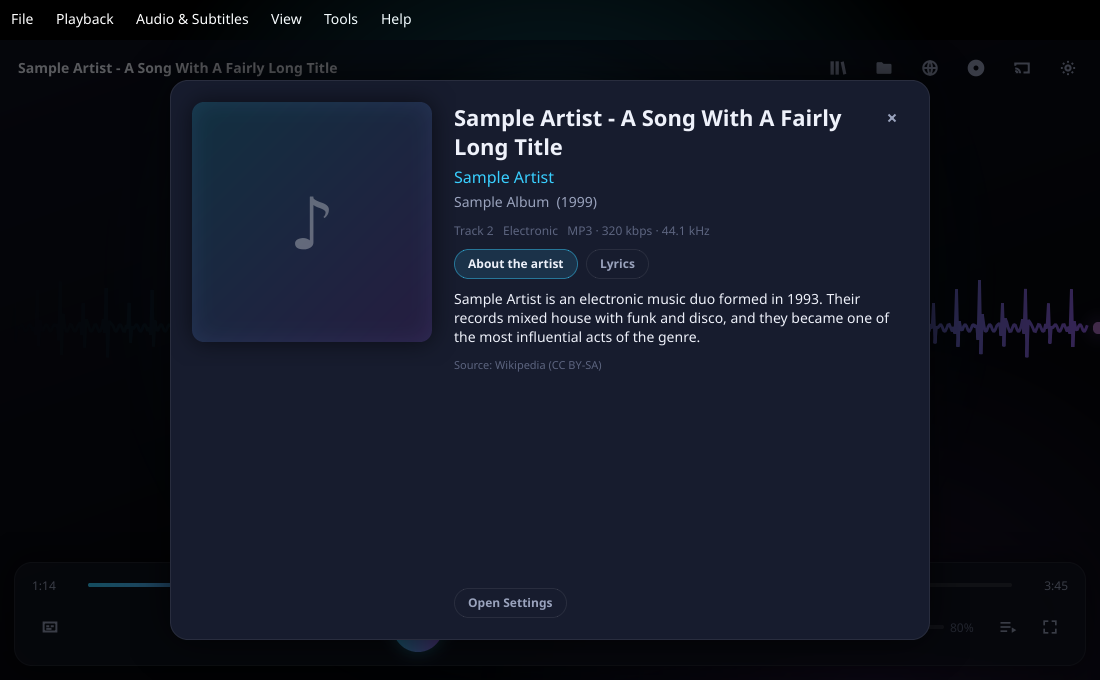 File Playback Audio & Subtitles View Tools Help
Sample Artist - A Song With A Fairly Long Title
Sample Artist - A Song With A Fairly
Long Title
×
Sample Artist
Sample Album (1999)
Track 2 Electronic MP3 · 320 kbps · 44.1 kHz
About the artist Lyrics
Sample Artist is an electronic music duo formed in 1993. Their
records mixed house with funk and disco, and they became one of
the most influential acts of the genre.
Source: Wikipedia (CC BY-SA)
Open Settings
1:14 3:45
80%